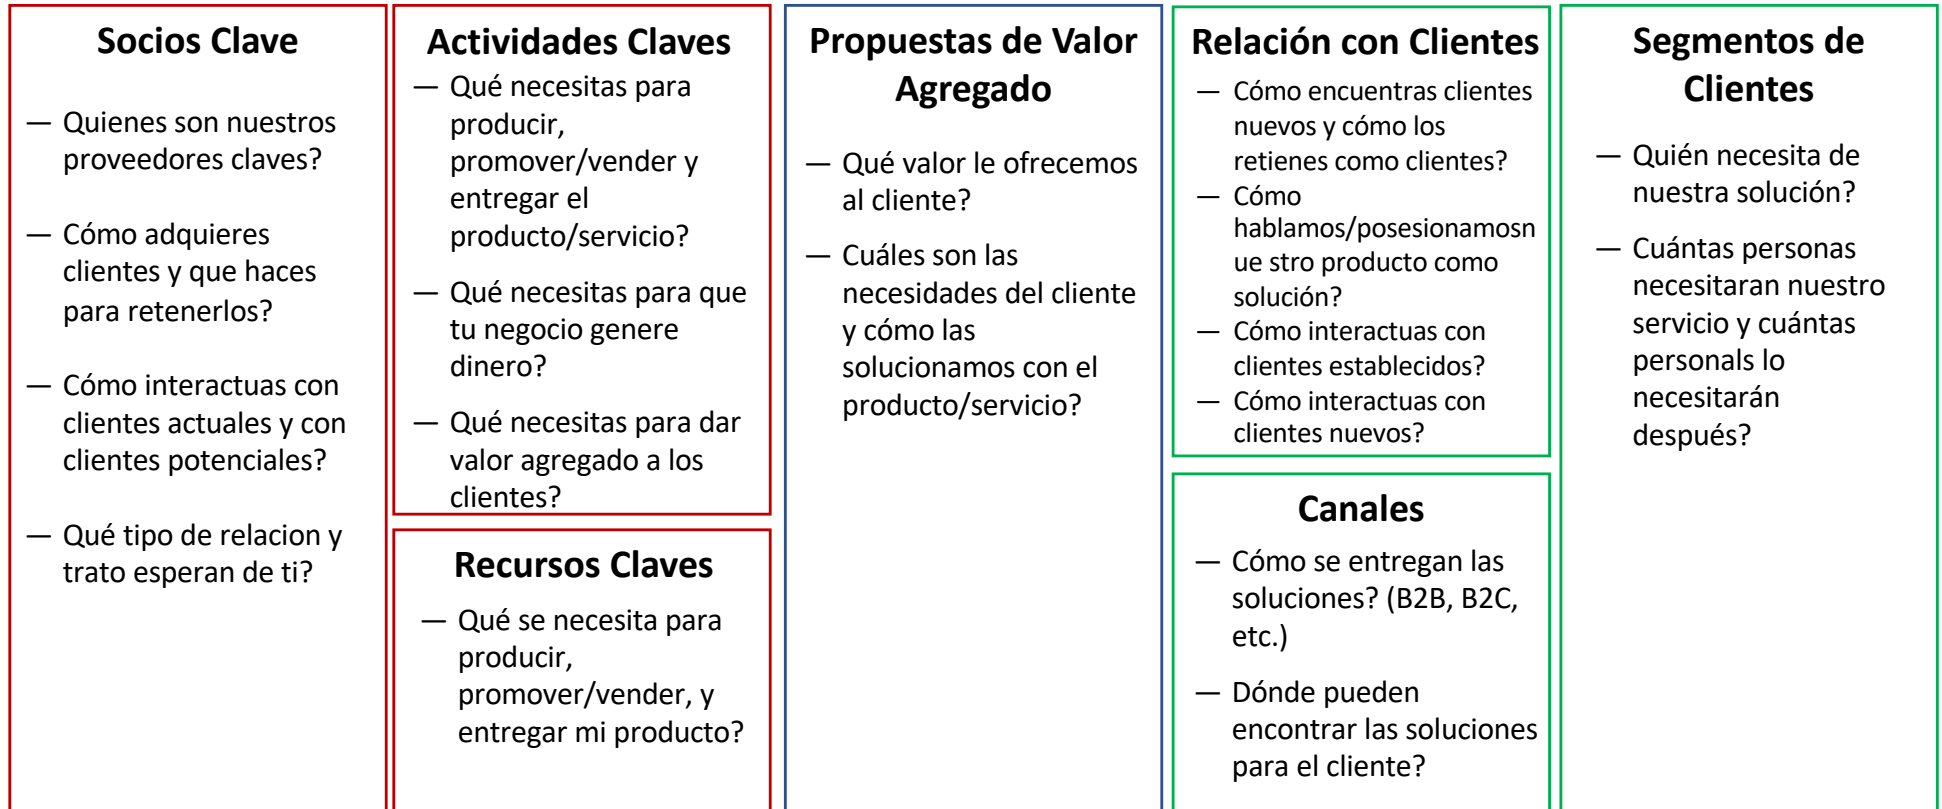 Socios Clave
— Quienes son nuestros
proveedores claves?
— Cómo adquieres
clientes y que haces
para retenerlos?
— Cómo interactuas con
clientes actuales y con
clientes potenciales?
— Qué tipo de relacion y
trato esperan de ti?
Actividades Claves
— Qué necesitas para
producir,
promover/vender y
entregar el
producto/servicio?
— Qué necesitas para que
tu negocio genere
dinero?
— Qué necesitas para dar
valor agregado a los
clientes?
Recursos Claves
— Qué se necesita para
producir,
promover/vender, y
entregar mi producto?
Propuestas de Valor
Agregado
— Qué valor le ofrecemos
al cliente?
— Cuáles son las
necesidades del cliente
y cómo las
solucionamos con el
producto/servicio?
Relación con Clientes
— Cómo encuentras clientes
nuevos y cómo los
retienes como clientes?
— Cómo
hablamos/posesionamosn
ue stro producto como
solución?
— Cómo interactuas con
clientes establecidos?
— Cómo interactuas con
clientes nuevos?
Canales
— Cómo se entregan las
soluciones? (B2B, B2C,
etc.)
— Dónde pueden
encontrar las soluciones
para el cliente?
Segmentos de
Clientes
— Quién necesita de
nuestra solución?
— Cuántas personas
necesitaran nuestro
servicio y cuántas
personals lo
necesitarán
después?